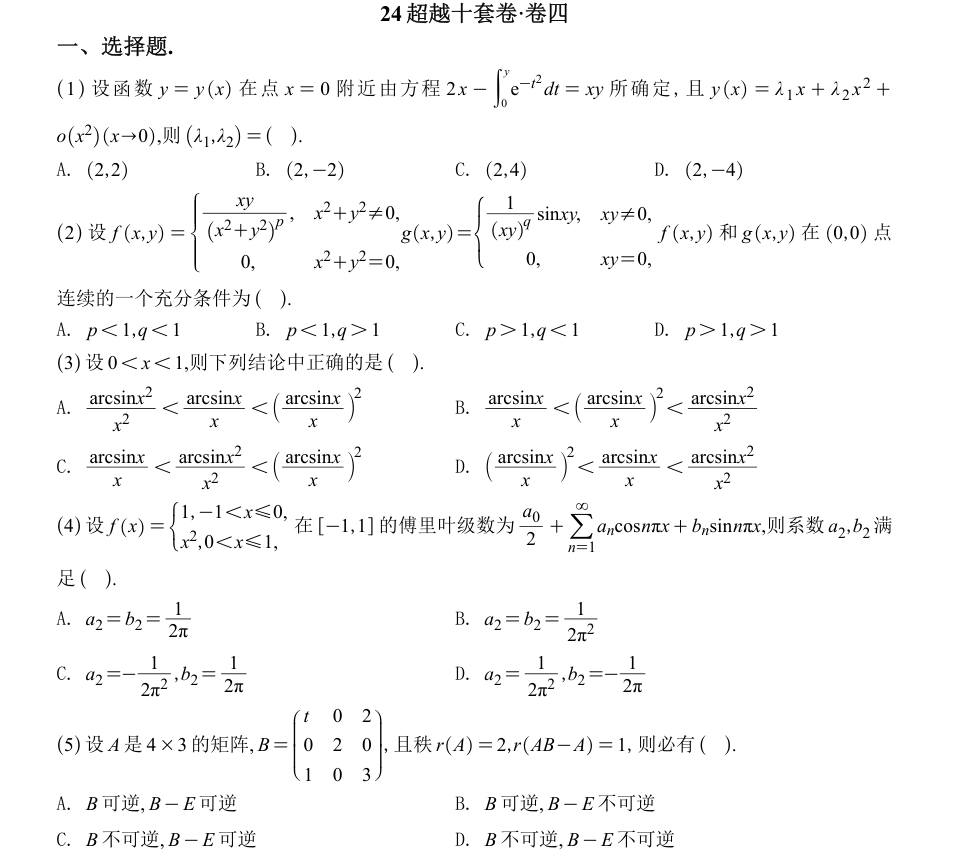 24超越十套卷·卷四
一、选择题.
(1) 设函数 y = y(x) 在点 x = 0 附近由方程 2x − ∫₀ʸ e^{−t²}dt = xy 所确定, 且 y(x) = λ₁x + λ₂x² +
o(x²)(x→0),则 (λ₁,λ₂) = (　).
A. (2,2)　B. (2,−2)　C. (2,4)　D. (2,−4)
(2) 设 f(x,y) = { xy/(x²+y²)^p, x²+y²≠0, 0, x²+y²=0, g(x,y) = { 1/(xy)^q sinxy, xy≠0, 0, xy=0, f(x,y) 和 g(x,y) 在 (0,0) 点
连续的一个充分条件为 (　).
A. p<1,q<1　B. p<1,q>1　C. p>1,q<1　D. p>1,q>1
(3) 设 0<x<1,则下列结论中正确的是 (　).
A. arcsinx²/x² < arcsinx/x < (arcsinx/x)²　B. arcsinx/x < (arcsinx/x)² < arcsinx²/x²
C. arcsinx/x < arcsinx²/x² < (arcsinx/x)²　D. (arcsinx/x)² < arcsinx/x < arcsinx²/x²
(4) 设 f(x) = { 1,−1<x⩽0, x²,0<x⩽1, 在 [−1,1] 的傅里叶级数为 a₀/2 + ∑_{n=1}^{∞} aₙcosnπx + bₙsinnπx,则系数 a₂,b₂ 满
足 (　).
A. a₂=b₂= 1/2π　B. a₂=b₂= 1/2π²
C. a₂=− 1/2π² ,b₂= 1/2π　D. a₂= 1/2π² ,b₂=− 1/2π
(5) 设 A 是 4×3 的矩阵, B = (t 0 2; 0 2 0; 1 0 3), 且秩 r(A)=2,r(AB−A)=1, 则必有 (　).
A. B 可逆, B−E 可逆　B. B 可逆, B−E 不可逆
C. B 不可逆, B−E 可逆　D. B 不可逆, B−E 不可逆